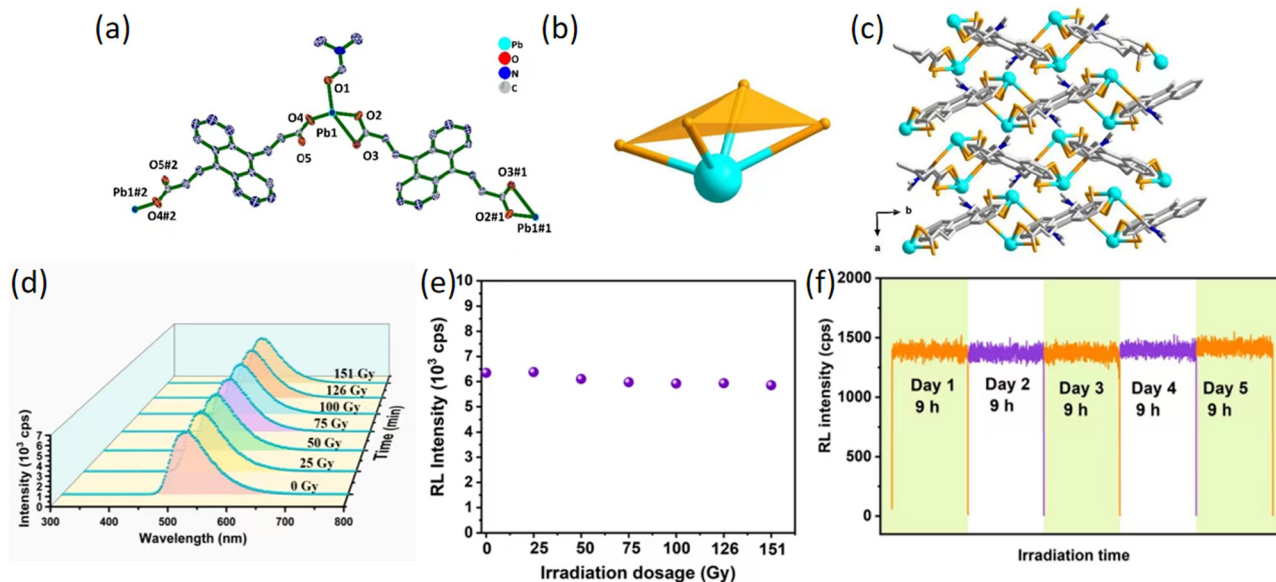 (a)
O1
O4
O2
Pb1
O5
O3
O5#2
Pb1#2
O4#2
O3#1
O2#1
Pb1#1
Pb
O
N
C
(b)
(c)
b
a
(d)
Intensity (10³ cps)
7
6
5
4
3
2
1
0
300 400 500 600 700 800
Wavelength (nm)
151 Gy
126 Gy
100 Gy
75 Gy
50 Gy
25 Gy
0 Gy
Time (min)
(e)
RL Intensity (10³ cps)
10
9
8
7
6
5
4
3
2
1
0
0 25 50 75 100 126 151
Irradiation dosage (Gy)
(f)
RL intensity (cps)
2000
1500
1000
500
0
Day 1 Day 2 Day 3 Day 4 Day 5
9 h 9 h 9 h 9 h 9 h
Irradiation time